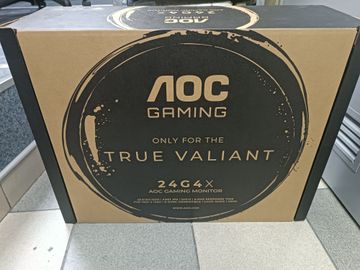 AOC
GAMING
ONLY FOR THE
TRUE VALIANT
24G4X
AOC GAMING MONITOR